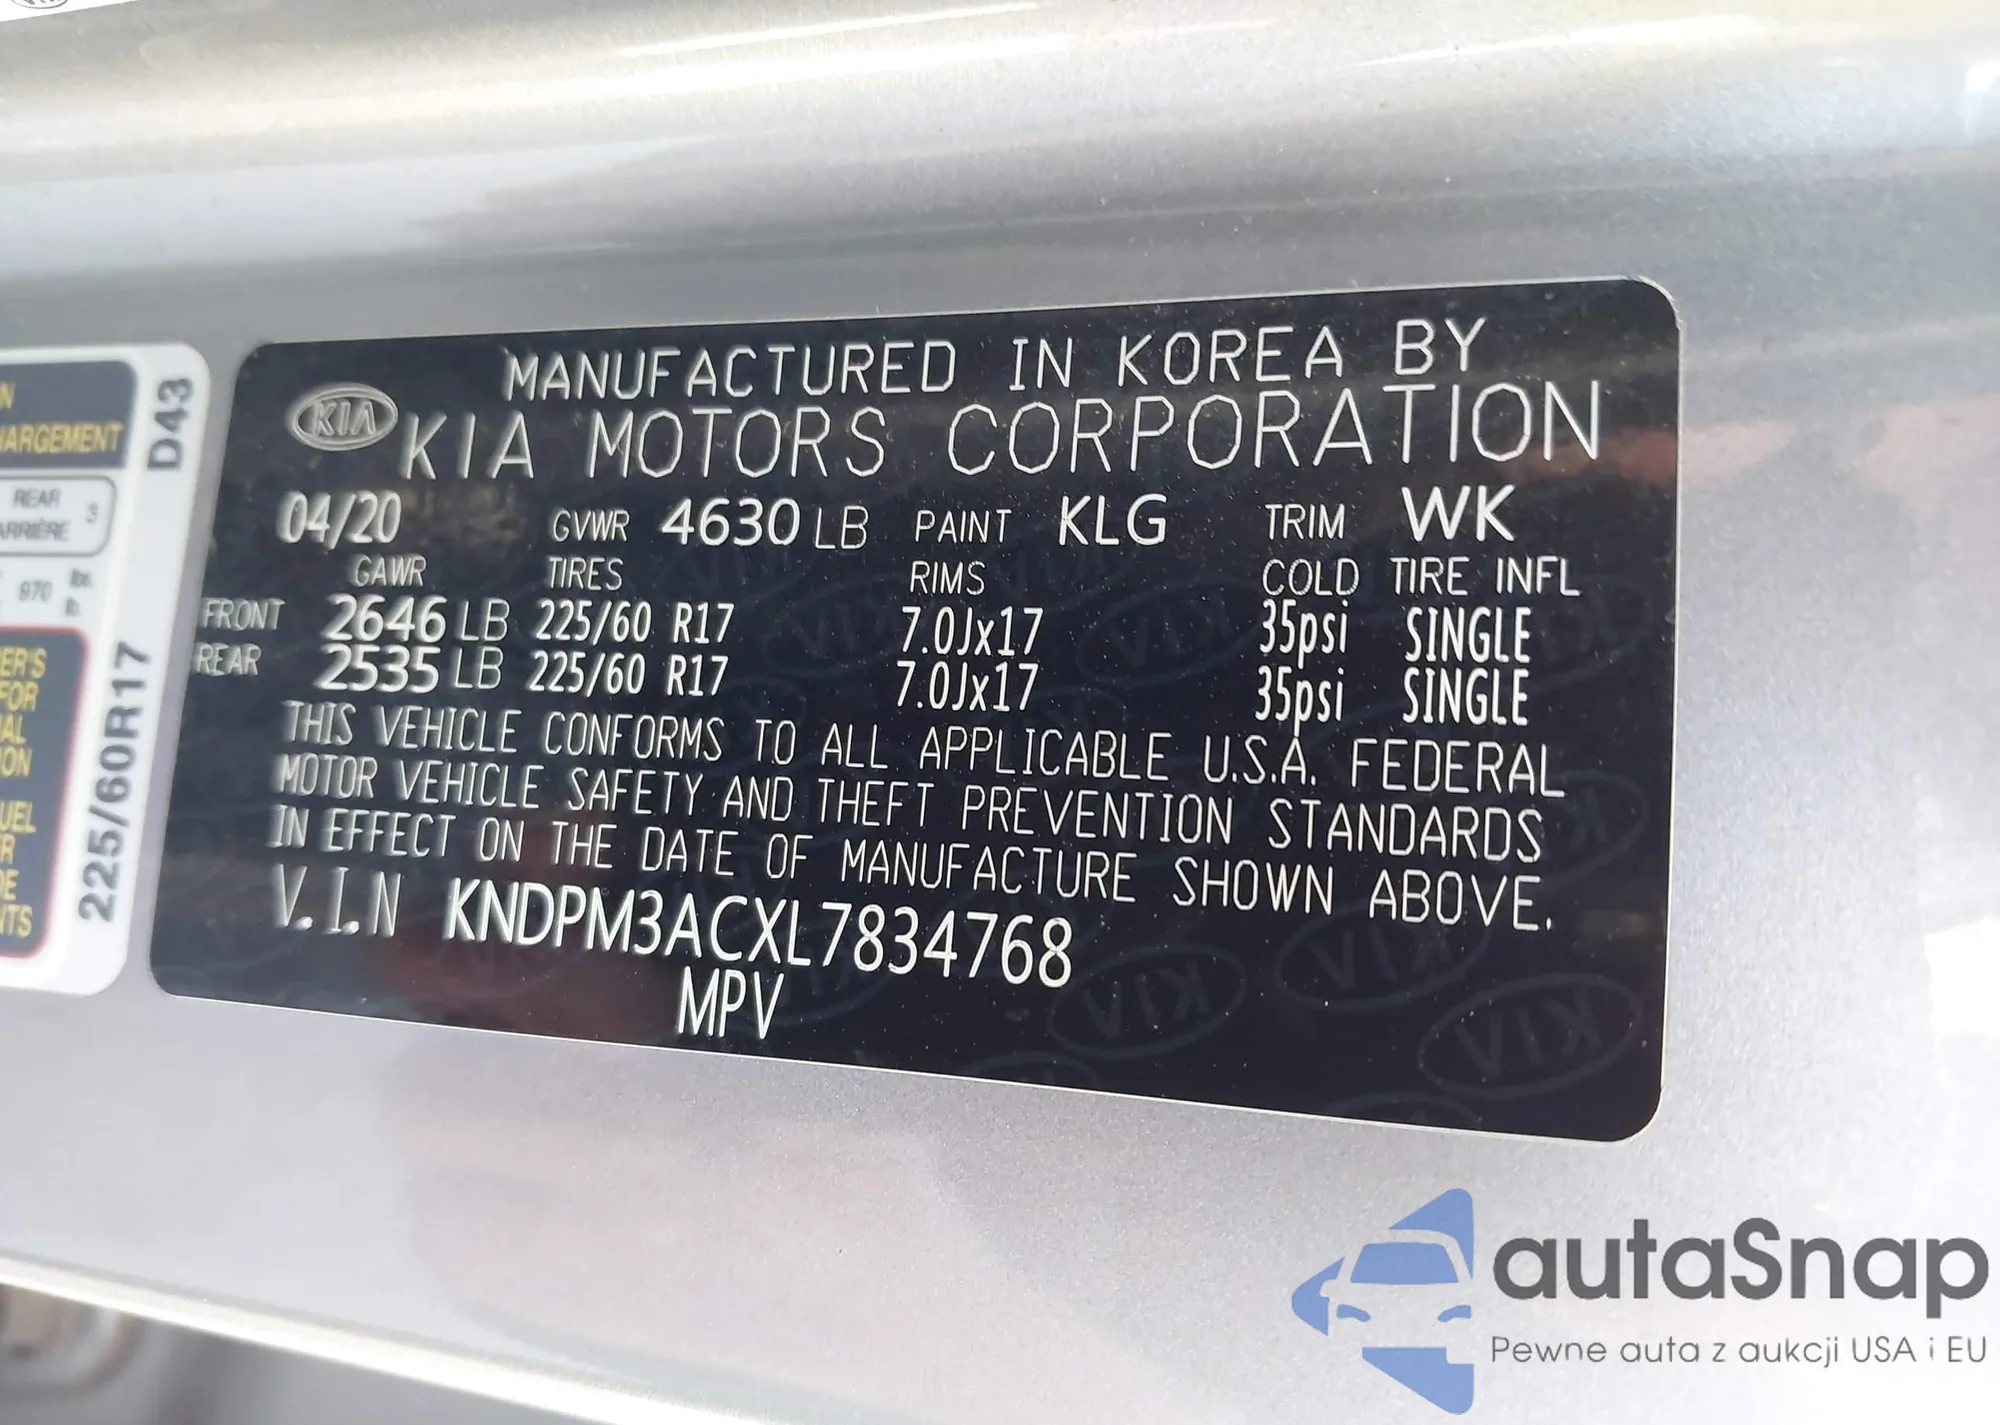 MANUFACTURED IN KOREA BY
KIA KIA MOTORS CORPORATION
04/20 GVWR 4630 LB PAINT KLG TRIM WK
GAWR TIRES RIMS COLD TIRE INFL
FRONT 2646 LB 225/60 R17 7.0Jx17 35psi SINGLE
REAR 2535 LB 225/60 R17 7.0Jx17 35psi SINGLE
THIS VEHICLE CONFORMS TO ALL APPLICABLE U.S.A. FEDERAL
MOTOR VEHICLE SAFETY AND THEFT PREVENTION STANDARDS
IN EFFECT ON THE DATE OF MANUFACTURE SHOWN ABOVE.
V.I.N KNDPM3ACXL7834768
MPV
D43
225/60R17
REAR 3
970 lbs.
autaSnap
Pewne auta z aukcji USA i EU